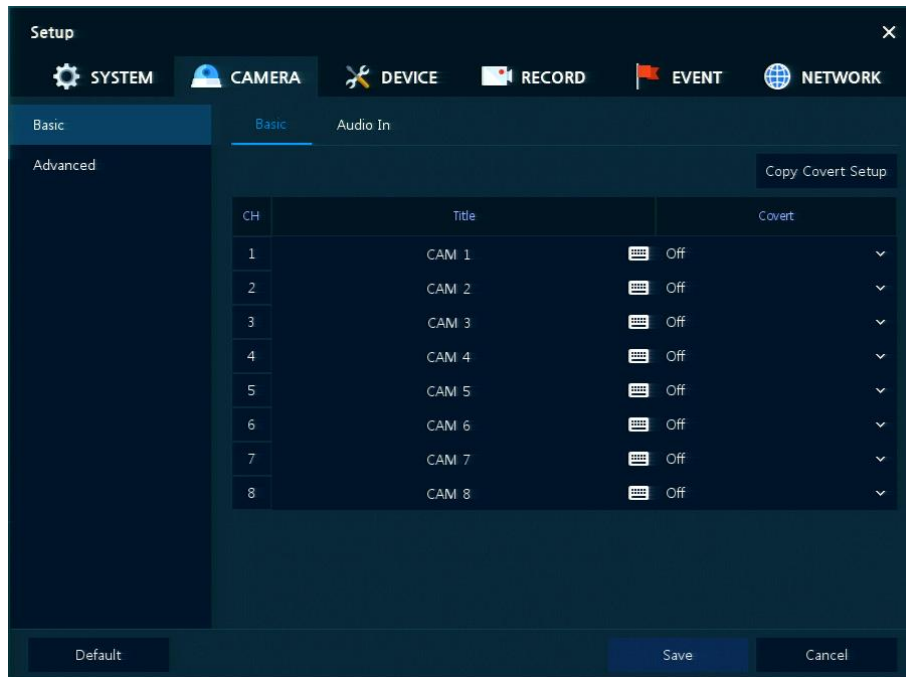 Setup
SYSTEM CAMERA DEVICE RECORD EVENT NETWORK
Basic
Advanced
Basic Audio In
Copy Covert Setup
CH Title Covert
1 CAM 1 Off
2 CAM 2 Off
3 CAM 3 Off
4 CAM 4 Off
5 CAM 5 Off
6 CAM 6 Off
7 CAM 7 Off
8 CAM 8 Off
Default Save Cancel